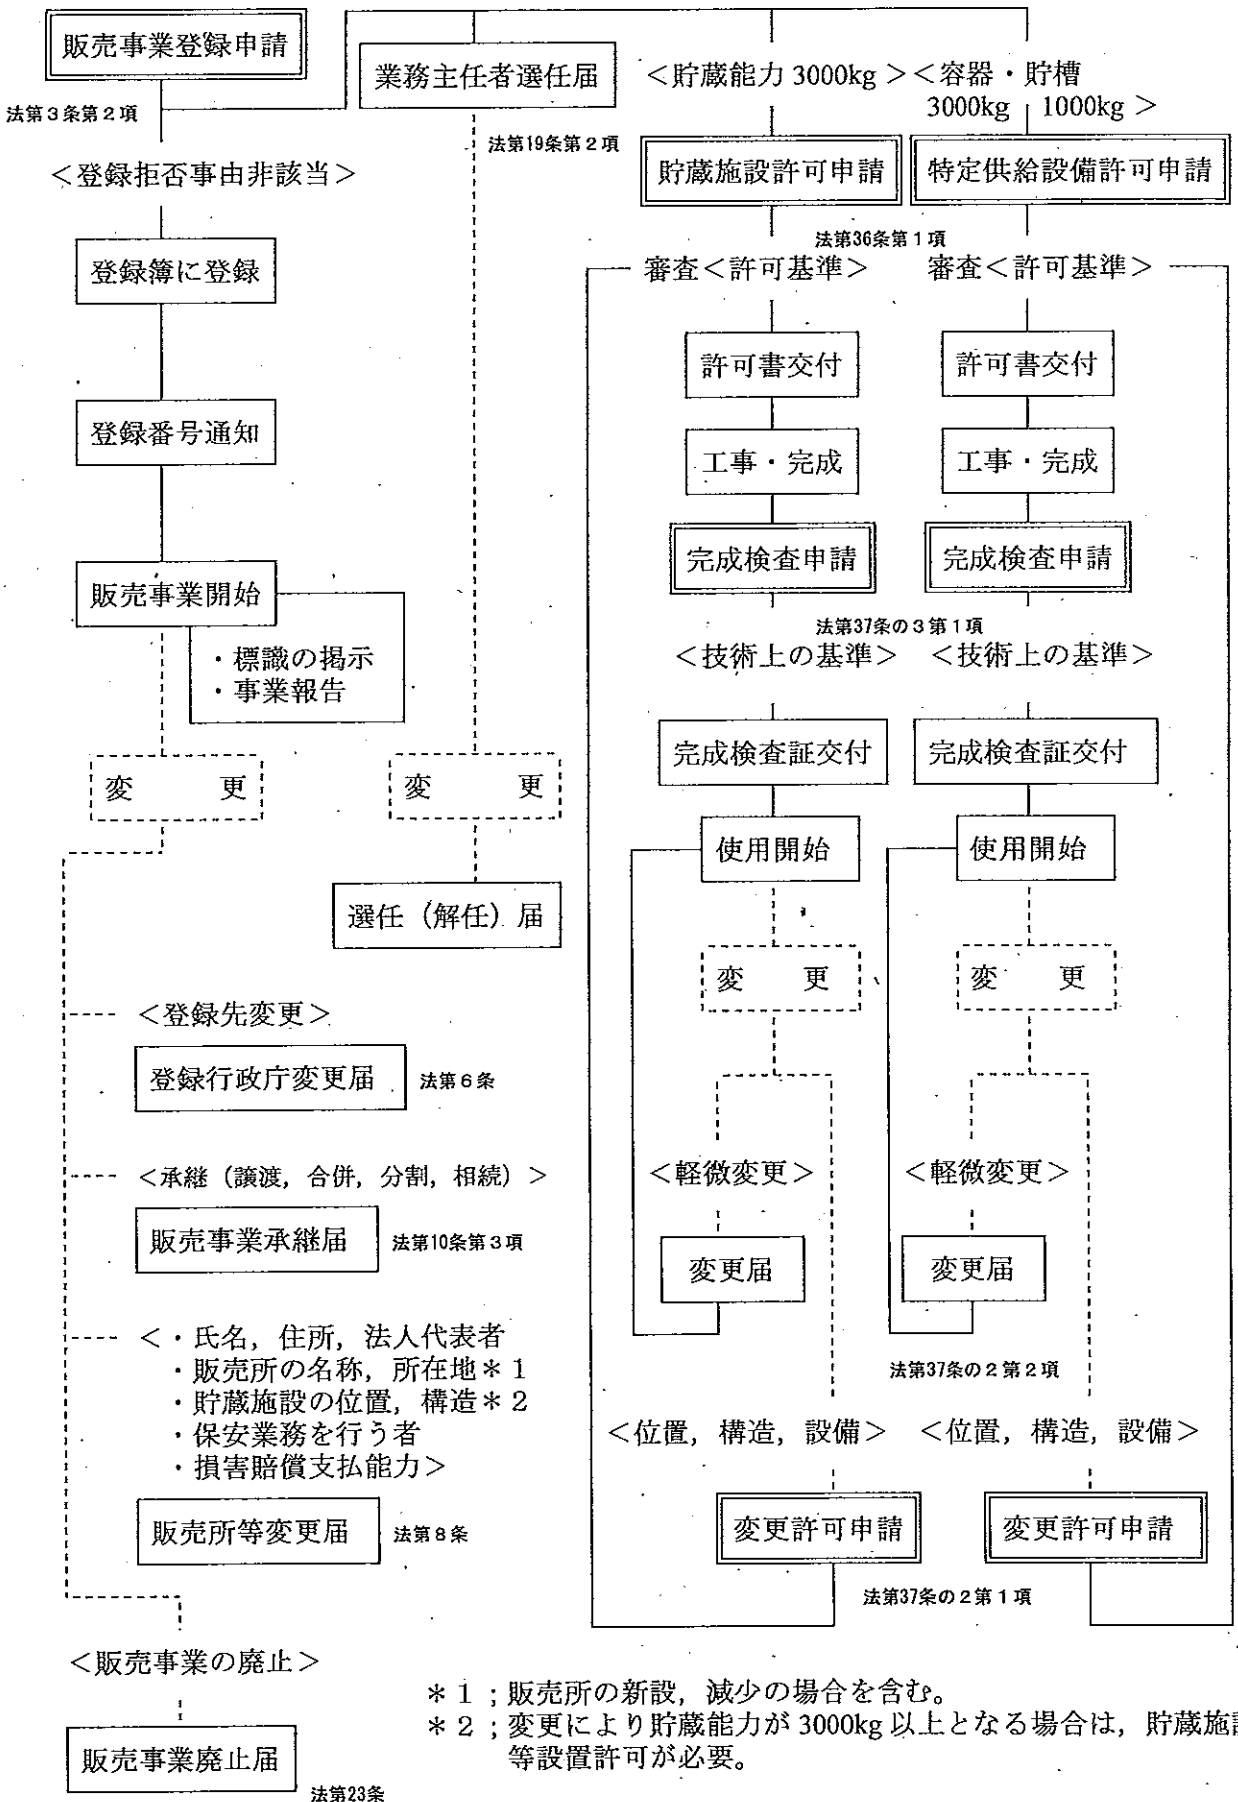 販売事業登録申請
法第3条第2項
<登録拒否事由非該当>
登録簿に登録
登録番号通知
販売事業開始
・標識の掲示
・事業報告
変 更
<登録先変更>
登録行政庁変更届 法第6条
<承継(譲渡,合併,分割,相続)>
販売事業承継届 法第10条第3項
<・氏名,住所,法人代表者
・販売所の名称,所在地*1
・貯蔵施設の位置,構造*2
・保安業務を行う者
・損害賠償支払能力>
販売所等変更届 法第8条
<販売事業の廃止>
販売事業廃止届
法第23条
業務主任者選任届
法第19条第2項
変 更
選任(解任)届
<貯蔵能力 3000kg >
貯蔵施設許可申請
法第36条第1項
審査<許可基準>
許可書交付
工事・完成
完成検査申請
法第37条の3第1項
<技術上の基準>
完成検査証交付
使用開始
変 更
<軽微変更>
変更届
<位置,構造,設備>
変更許可申請
<容器・貯槽
3000kg 1000kg >
特定供給設備許可申請
審査<許可基準>
許可書交付
工事・完成
完成検査申請
<技術上の基準>
完成検査証交付
使用開始
変 更
<軽微変更>
変更届
法第37条の2第2項
<位置,構造,設備>
変更許可申請
法第37条の2第1項
*1;販売所の新設,減少の場合を含む。
*2;変更により貯蔵能力が 3000kg 以上となる場合は,貯蔵施設
等設置許可が必要。